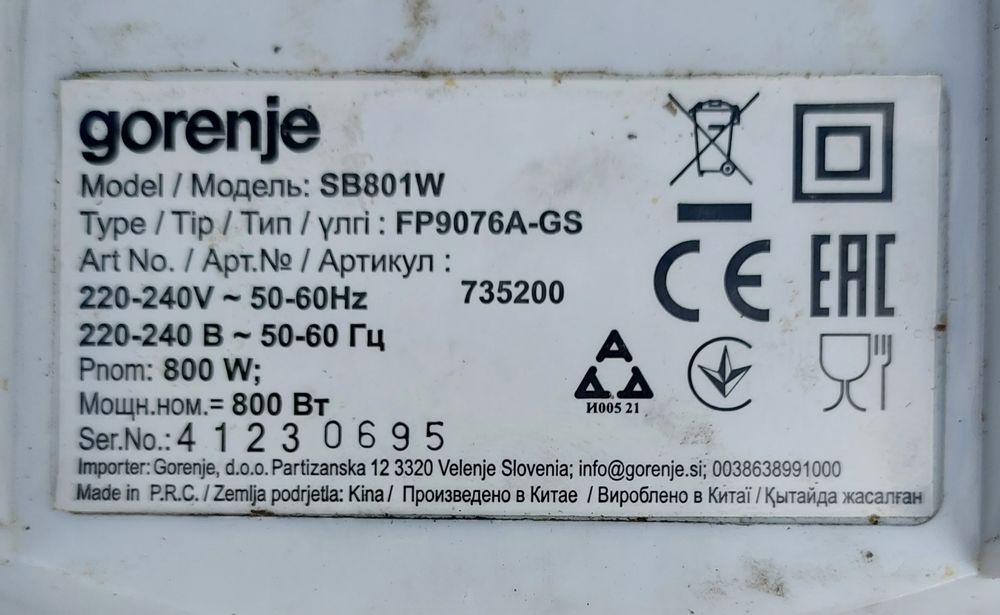 gorenje
Model / Модель: SB801W
Type / Tip / Тип / үлгі : FP9076A-GS
Art No. / Арт.№ / Артикул :
220-240V ~ 50-60Hz 735200
220-240 В ~ 50-60 Гц
Pnom: 800 W;
Мощн.ном.= 800 Вт
Ser.No.: 4 1 2 3 0 6 9 5
CE EAC
И005 21
Importer: Gorenje, d.o.o. Partizanska 12 3320 Velenje Slovenia; info@gorenje.si; 0038638991000
Made in P.R.C. / Zemlja podrjetla: Kina / Произведено в Китае / Вироблено в Китаї / Қытайда жасалған